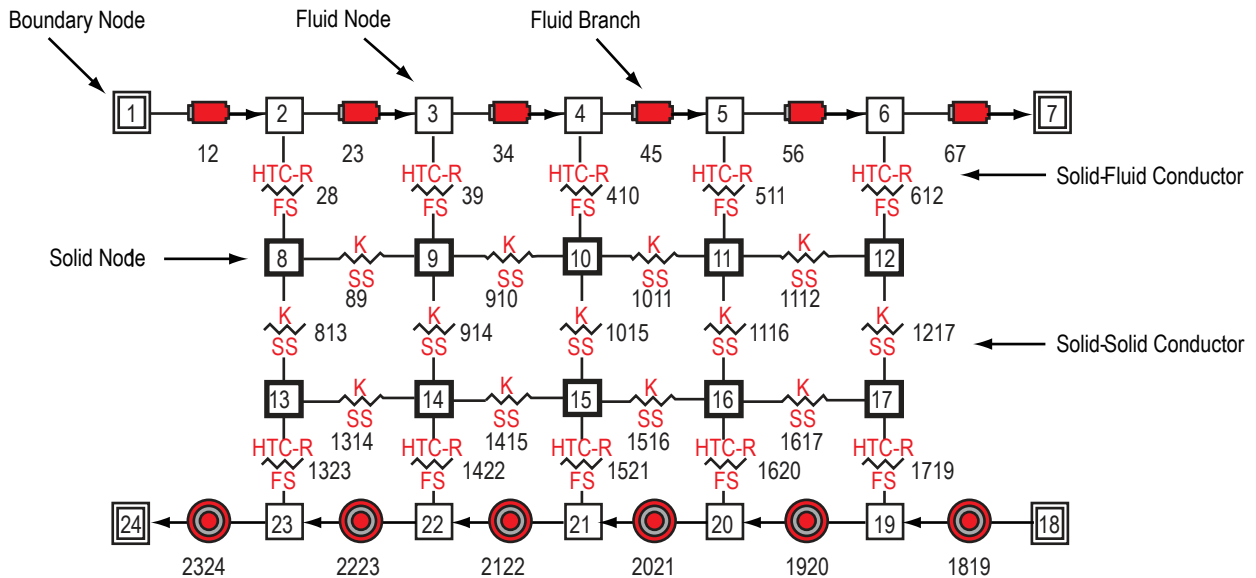 Boundary Node
Fluid Node
Fluid Branch
1 2 3 4 5 6 7
12 23 34 45 56 67
HTC-R HTC-R HTC-R HTC-R HTC-R
Solid-Fluid Conductor
28 39 410 511 612
FS FS FS FS FS
Solid Node
8 K 9 K 10 K 11 K 12
SS SS SS SS
89 910 1011 1112
K K K K K
813 914 1015 1116 1217
SS SS SS SS SS
Solid-Solid Conductor
13 K 14 K 15 K 16 K 17
SS SS SS SS
1314 1415 1516 1617
HTC-R HTC-R HTC-R HTC-R HTC-R
1323 1422 1521 1620 1719
FS FS FS FS FS
24 23 22 21 20 19 18
2324 2223 2122 2021 1920 1819